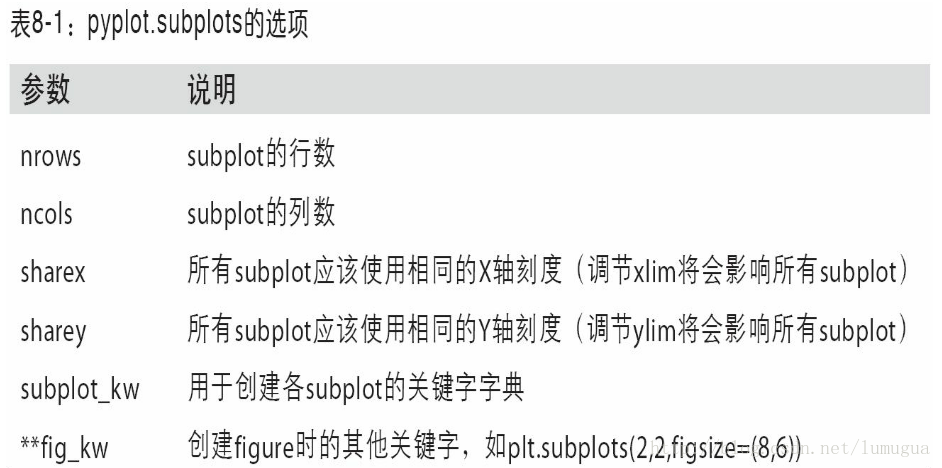 表8-1：pyplot.subplots的选项
参数 说明
nrows subplot的行数
ncols subplot的列数
sharex 所有subplot应该使用相同的X轴刻度（调节xlim将会影响所有subplot）
sharey 所有subplot应该使用相同的Y轴刻度（调节ylim将会影响所有subplot）
subplot_kw 用于创建各subplot的关键字字典
**fig_kw 创建figure时的其他关键字，如plt.subplots(2,2,figsize=(8,6))
.net/lumugua